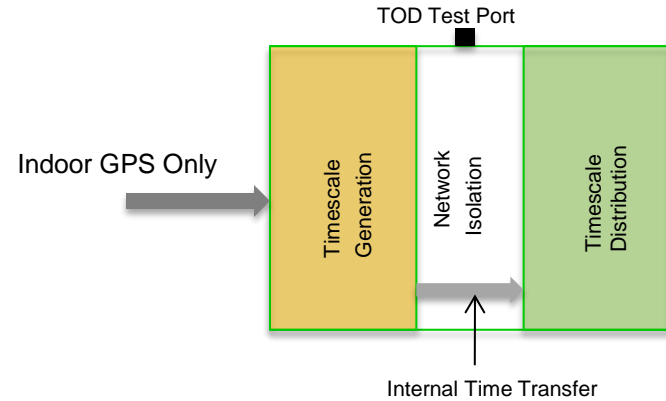 TOD Test Port
Indoor GPS Only
Timescale
Generation
Network
Isolation
Timescale
Distribution
Internal Time Transfer